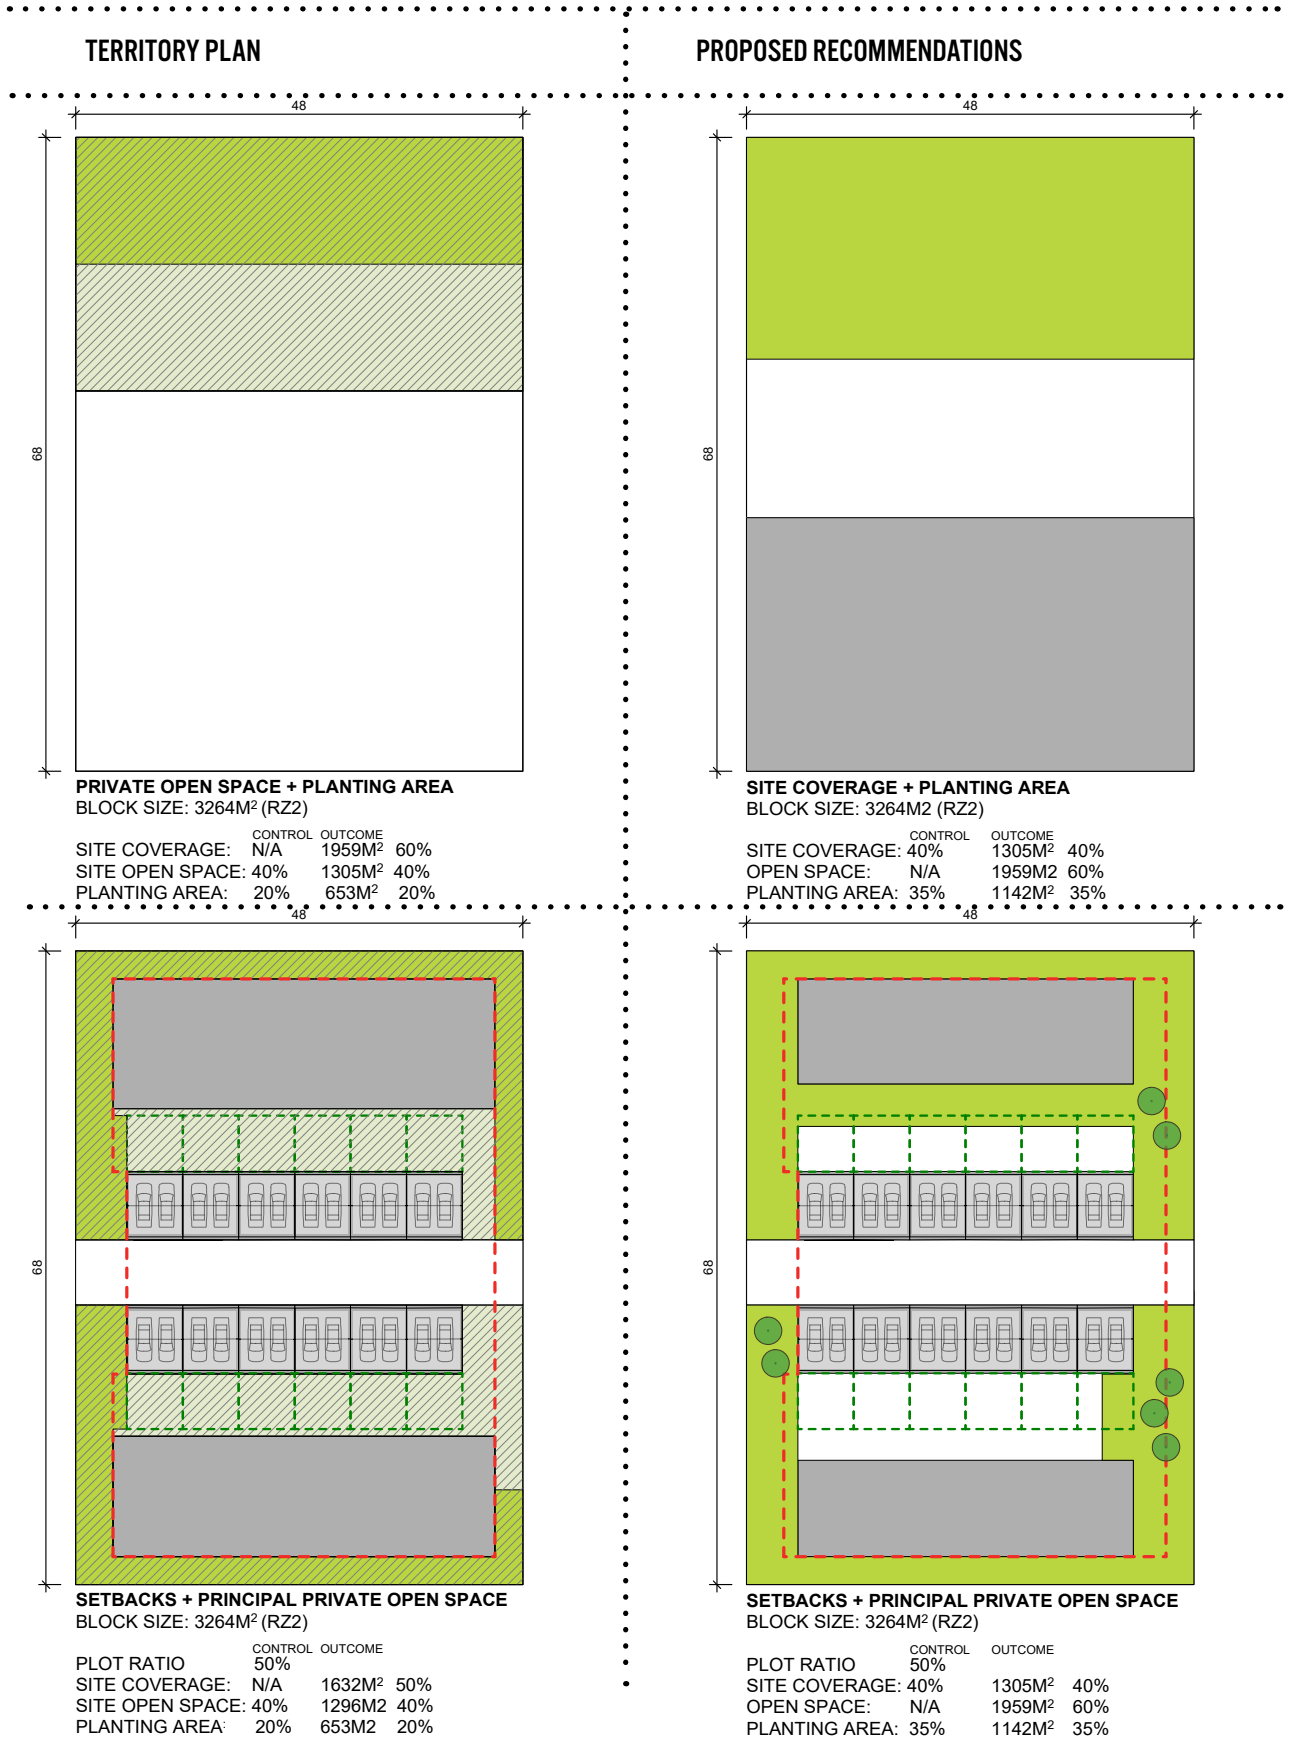 TERRITORY PLAN
PROPOSED RECOMMENDATIONS
48
68
PRIVATE OPEN SPACE + PLANTING AREA
BLOCK SIZE: 3264M² (RZ2)
CONTROL OUTCOME
SITE COVERAGE: N/A 1959M² 60%
SITE OPEN SPACE: 40% 1305M² 40%
PLANTING AREA: 20% 653M² 20%
48
68
SITE COVERAGE + PLANTING AREA
BLOCK SIZE: 3264M2 (RZ2)
CONTROL OUTCOME
SITE COVERAGE: 40% 1305M² 40%
OPEN SPACE: N/A 1959M2 60%
PLANTING AREA: 35% 1142M² 35%
48
68
SETBACKS + PRINCIPAL PRIVATE OPEN SPACE
BLOCK SIZE: 3264M² (RZ2)
CONTROL OUTCOME
PLOT RATIO 50%
SITE COVERAGE: N/A 1632M² 50%
SITE OPEN SPACE: 40% 1296M2 40%
PLANTING AREA: 20% 653M2 20%
48
68
SETBACKS + PRINCIPAL PRIVATE OPEN SPACE
BLOCK SIZE: 3264M² (RZ2)
CONTROL OUTCOME
PLOT RATIO 50%
SITE COVERAGE: 40% 1305M² 40%
OPEN SPACE: N/A 1959M² 60%
PLANTING AREA: 35% 1142M² 35%